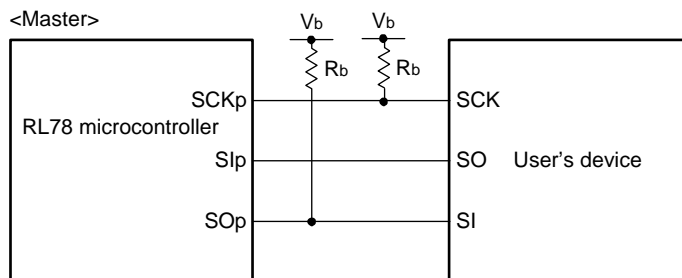 <Master>
Vb Vb
Rb Rb
SCKp SCK
RL78 microcontroller
SIp SO User's device
SOp SI